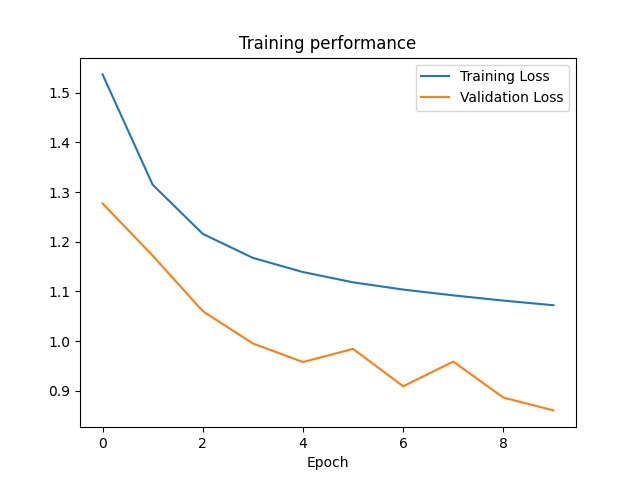 Training performance
Training Loss
Validation Loss
1.5
1.4
1.3
1.2
1.1
1.0
0.9
0 2 4 6 8
Epoch